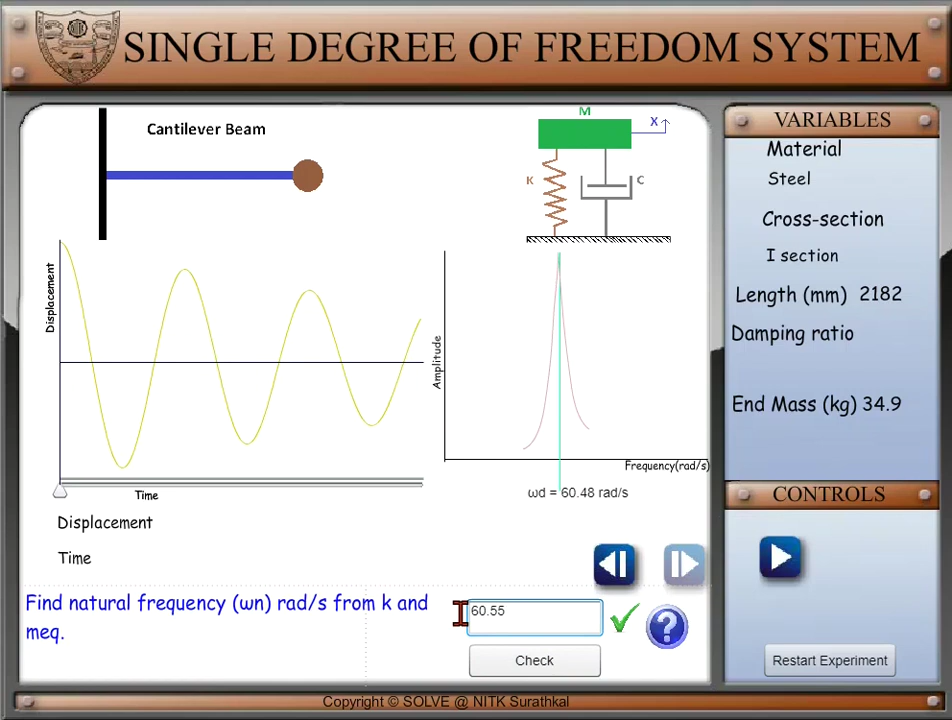 SINGLE DEGREE OF FREEDOM SYSTEM
Cantilever Beam
M
X
K
C
Displacement
Time
Amplitude
Frequency(rad/s)
ωd = 60.48 rad/s
Displacement
Time
Find natural frequency (ωn) rad/s from k and
meq.
60.55
?
Check
VARIABLES
Material
Steel
Cross-section
I section
Length (mm) 2182
Damping ratio
End Mass (kg) 34.9
CONTROLS
Restart Experiment
Copyright © SOLVE @ NITK Surathkal